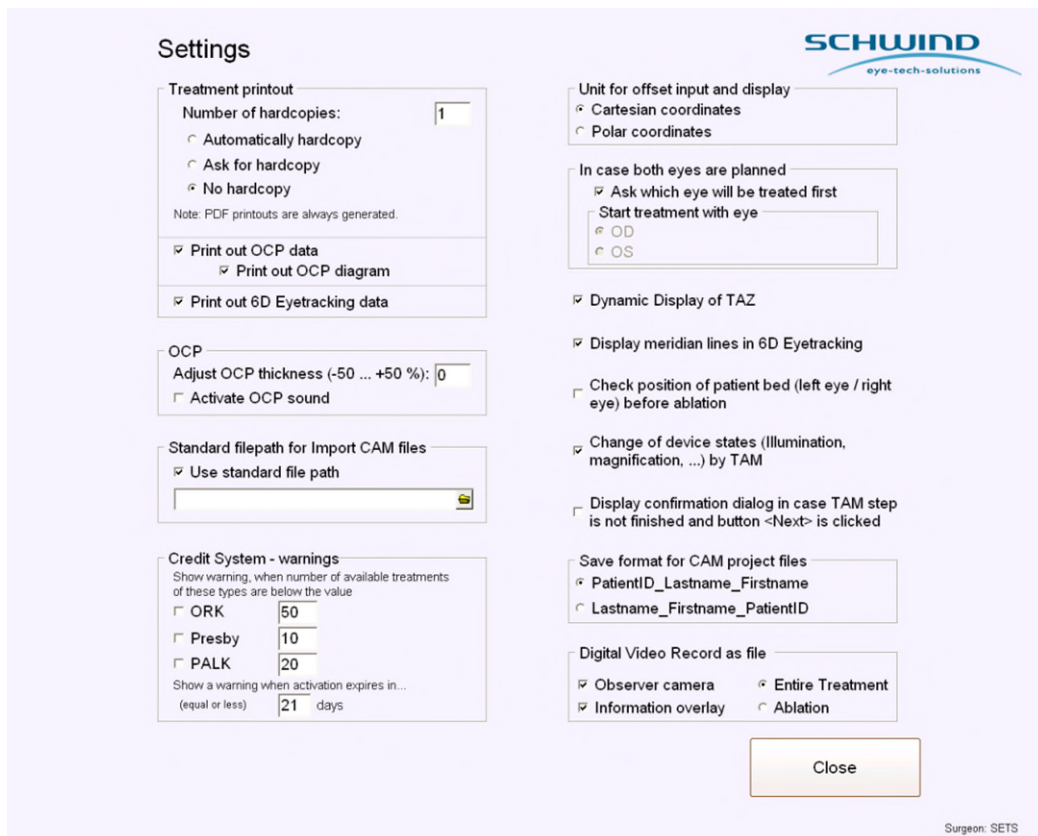 Settings
SCHWIND
eye-tech-solutions
Treatment printout
Number of hardcopies: 1
Automatically hardcopy
Ask for hardcopy
No hardcopy
Note: PDF printouts are always generated.
Print out OCP data
Print out OCP diagram
Print out 6D Eyetracking data
OCP
Adjust OCP thickness (-50 ... +50 %): 0
Activate OCP sound
Standard filepath for Import CAM files
Use standard file path
Credit System - warnings
Show warning, when number of available treatments
of these types are below the value
ORK 50
Presby 10
PALK 20
Show a warning when activation expires in...
(equal or less) 21 days
Unit for offset input and display
Cartesian coordinates
Polar coordinates
In case both eyes are planned
Ask which eye will be treated first
Start treatment with eye
OD
OS
Dynamic Display of TAZ
Display meridian lines in 6D Eyetracking
Check position of patient bed (left eye / right
eye) before ablation
Change of device states (Illumination,
magnification, ...) by TAM
Display confirmation dialog in case TAM step
is not finished and button <Next> is clicked
Save format for CAM project files
PatientID_Lastname_Firstname
Lastname_Firstname_PatientID
Digital Video Record as file
Observer camera Entire Treatment
Information overlay Ablation
Close
Surgeon: SETS